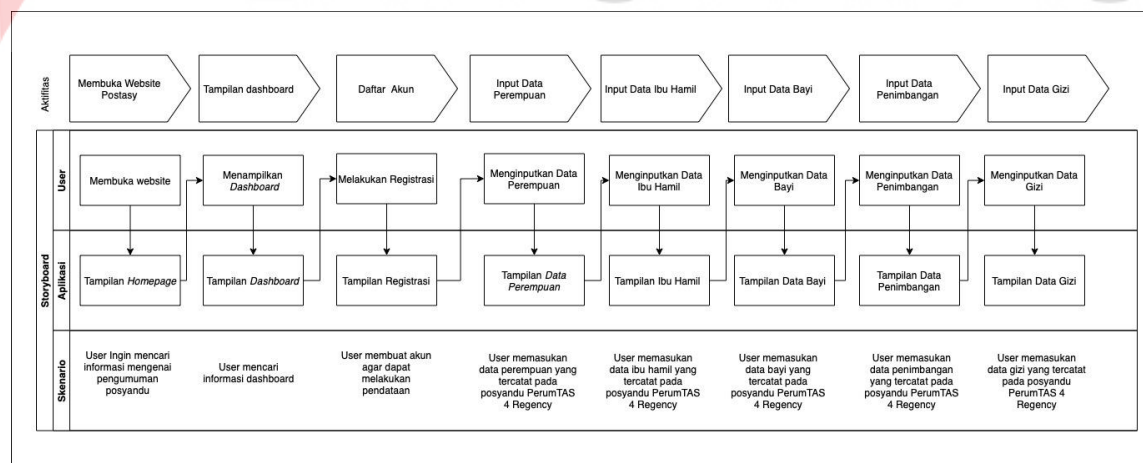 Aktifitas
Membuka Website
Postasy
Tampilan dashboard
Daftar Akun
Input Data
Perempuan
Input Data Ibu Hamil
Input Data Bayi
Input Data
Penimbangan
Input Data Gizi
Storyboard
User
Membuka website
Menampilkan
Dashboard
Melakukan Registrasi
Menginputkan Data
Perempuan
Menginputkan Data
Ibu Hamil
Menginputkan Data
Bayi
Menginputkan Data
Penimbangan
Menginputkan Data
Gizi
Aplikasi
Tampilan Homepage
Tampilan Dashboard
Tampilan Registrasi
Tampilan Data
Perempuan
Tampilan Ibu Hamil
Tampilan Data Bayi
Tampilan Data
Penimbangan
Tampilan Data Gizi
Skenario
User Ingin mencari
informasi mengenai
pengumuman
posyandu
User mencari
informasi dashboard
User membuat akun
agar dapat
melakukan
pendataan
User memasukan
data perempuan yang
tercatat pada
posyandu PerumTAS
4 Regency
User memasukan
data ibu hamil yang
tercatat pada
posyandu PerumTAS
4 Regency
User memasukan
data bayi yang
tercatat pada
posyandu PerumTAS
4 Regency
User memasukan
data penimbangan
yang tercatat pada
posyandu PerumTAS
4 Regency
User memasukan
data gizi yang tercatat
pada posyandu
PerumTAS 4
Regency